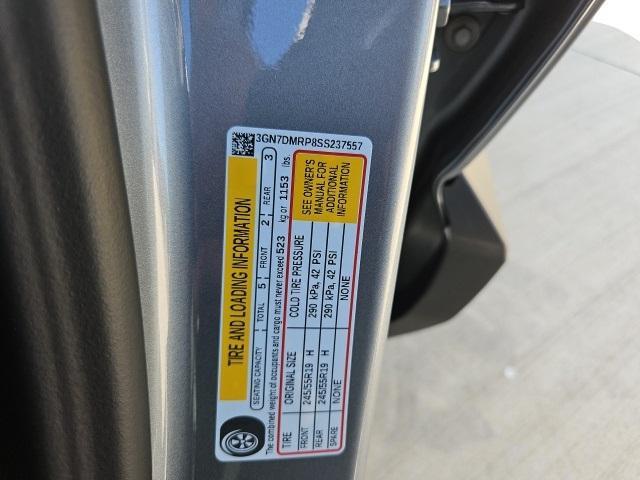 3GN7DMRP8SS237557
TIRE AND LOADING INFORMATION
SEATING CAPACITY TOTAL 5 FRONT 2 REAR 3
The combined weight of occupants and cargo must never exceed 523 kg or 1153 lbs.
TIRE ORIGINAL SIZE COLD TIRE PRESSURE
FRONT 245/55R19 H 290 kPa, 42 PSI
REAR 245/55R19 H 290 kPa, 42 PSI
SPARE NONE NONE
SEE OWNER'S
MANUAL FOR
ADDITIONAL
INFORMATION